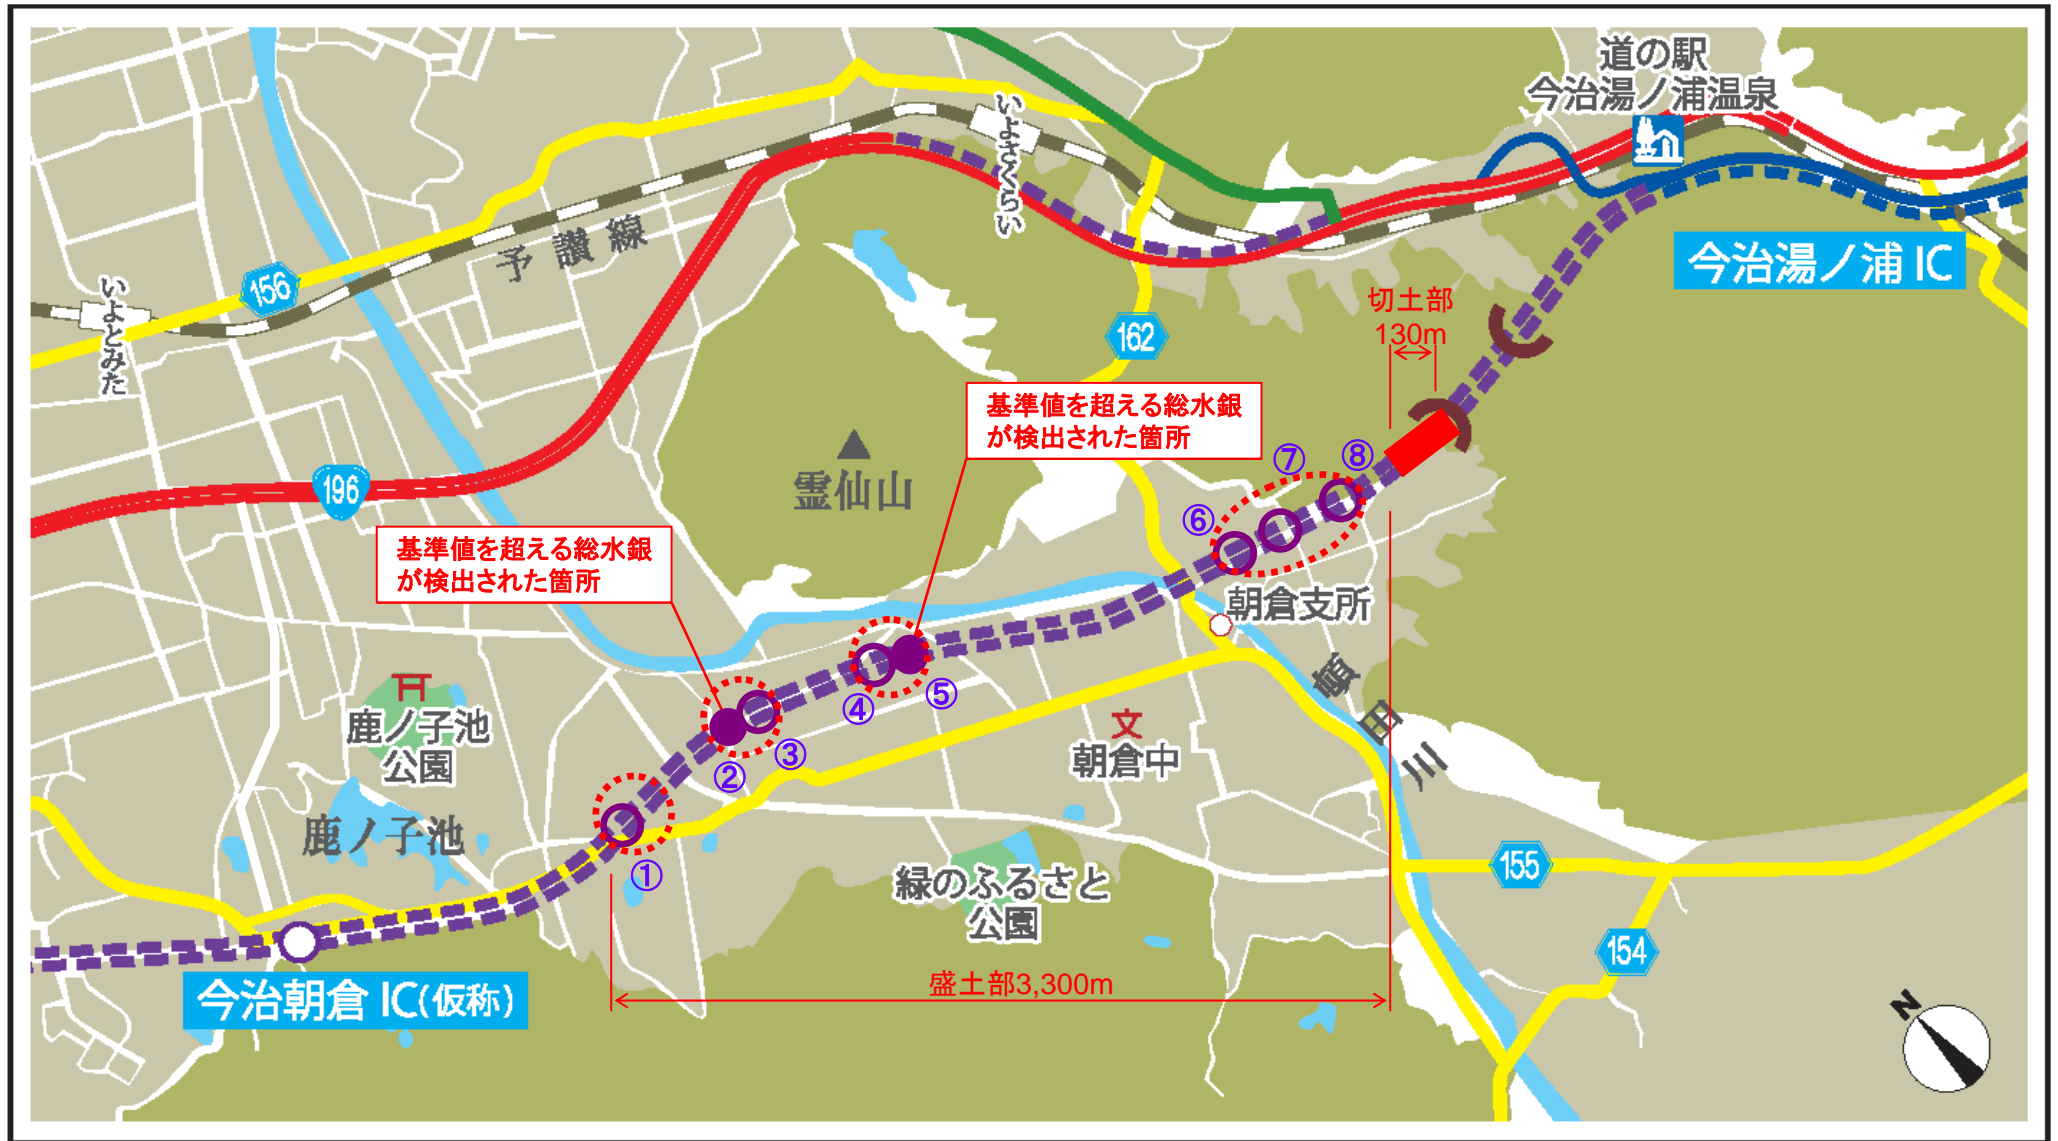 道の駅
今治湯ノ浦温泉
いよさくらい
予讃線
156
いよとみた
今治湯ノ浦 IC
切土部
130m
162
基準値を超える総水銀
が検出された箇所
⑦
⑧
霊仙山
196
⑥
基準値を超える総水銀
が検出された箇所
朝倉支所
頓田川
④
⑤
鹿ノ子池
公園
②
③
朝倉中
鹿ノ子池
①
緑のふるさと
公園
155
154
今治朝倉 IC(仮称)
盛土部3,300m
N